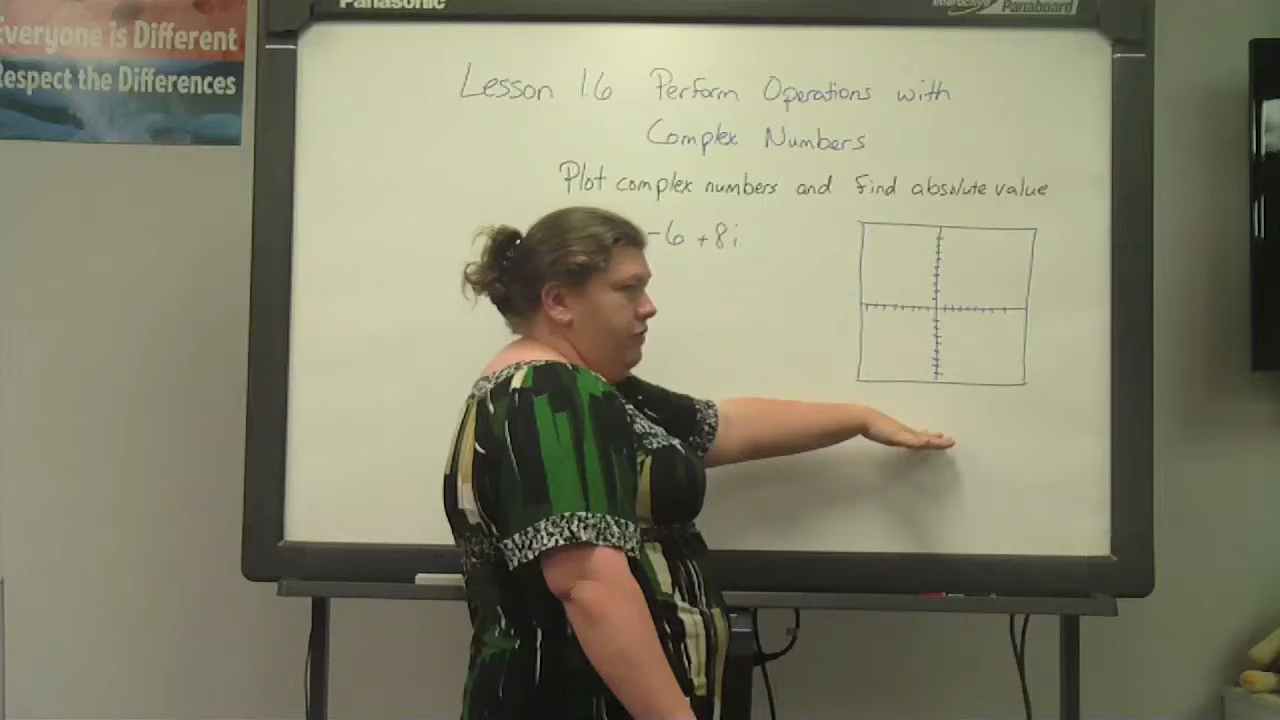 Panasonic
interactive Panaboard
Everyone is Different
Respect the Differences
Lesson 1.6 Perform Operations with
Complex Numbers
Plot complex numbers and find absolute value
-6 +8i